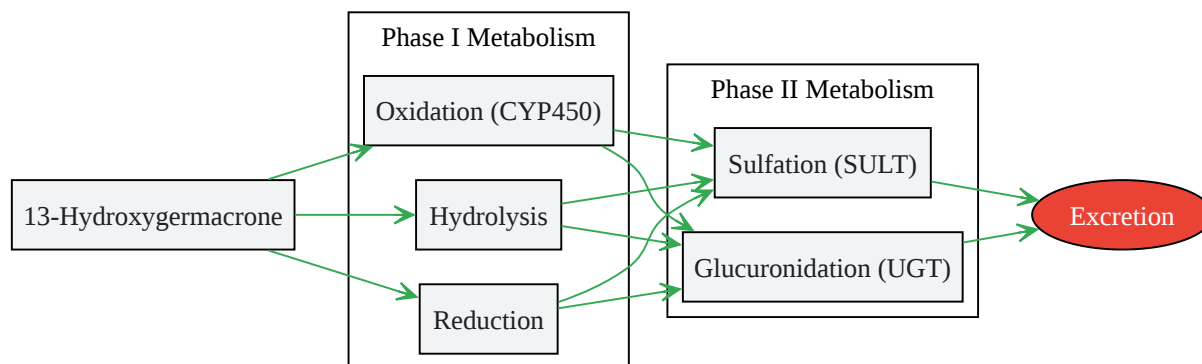 Phase I Metabolism
Phase II Metabolism
Oxidation (CYP450)
Sulfation (SULT)
13-Hydroxygermacrone
Hydrolysis
Excretion
Glucuronidation (UGT)
Reduction